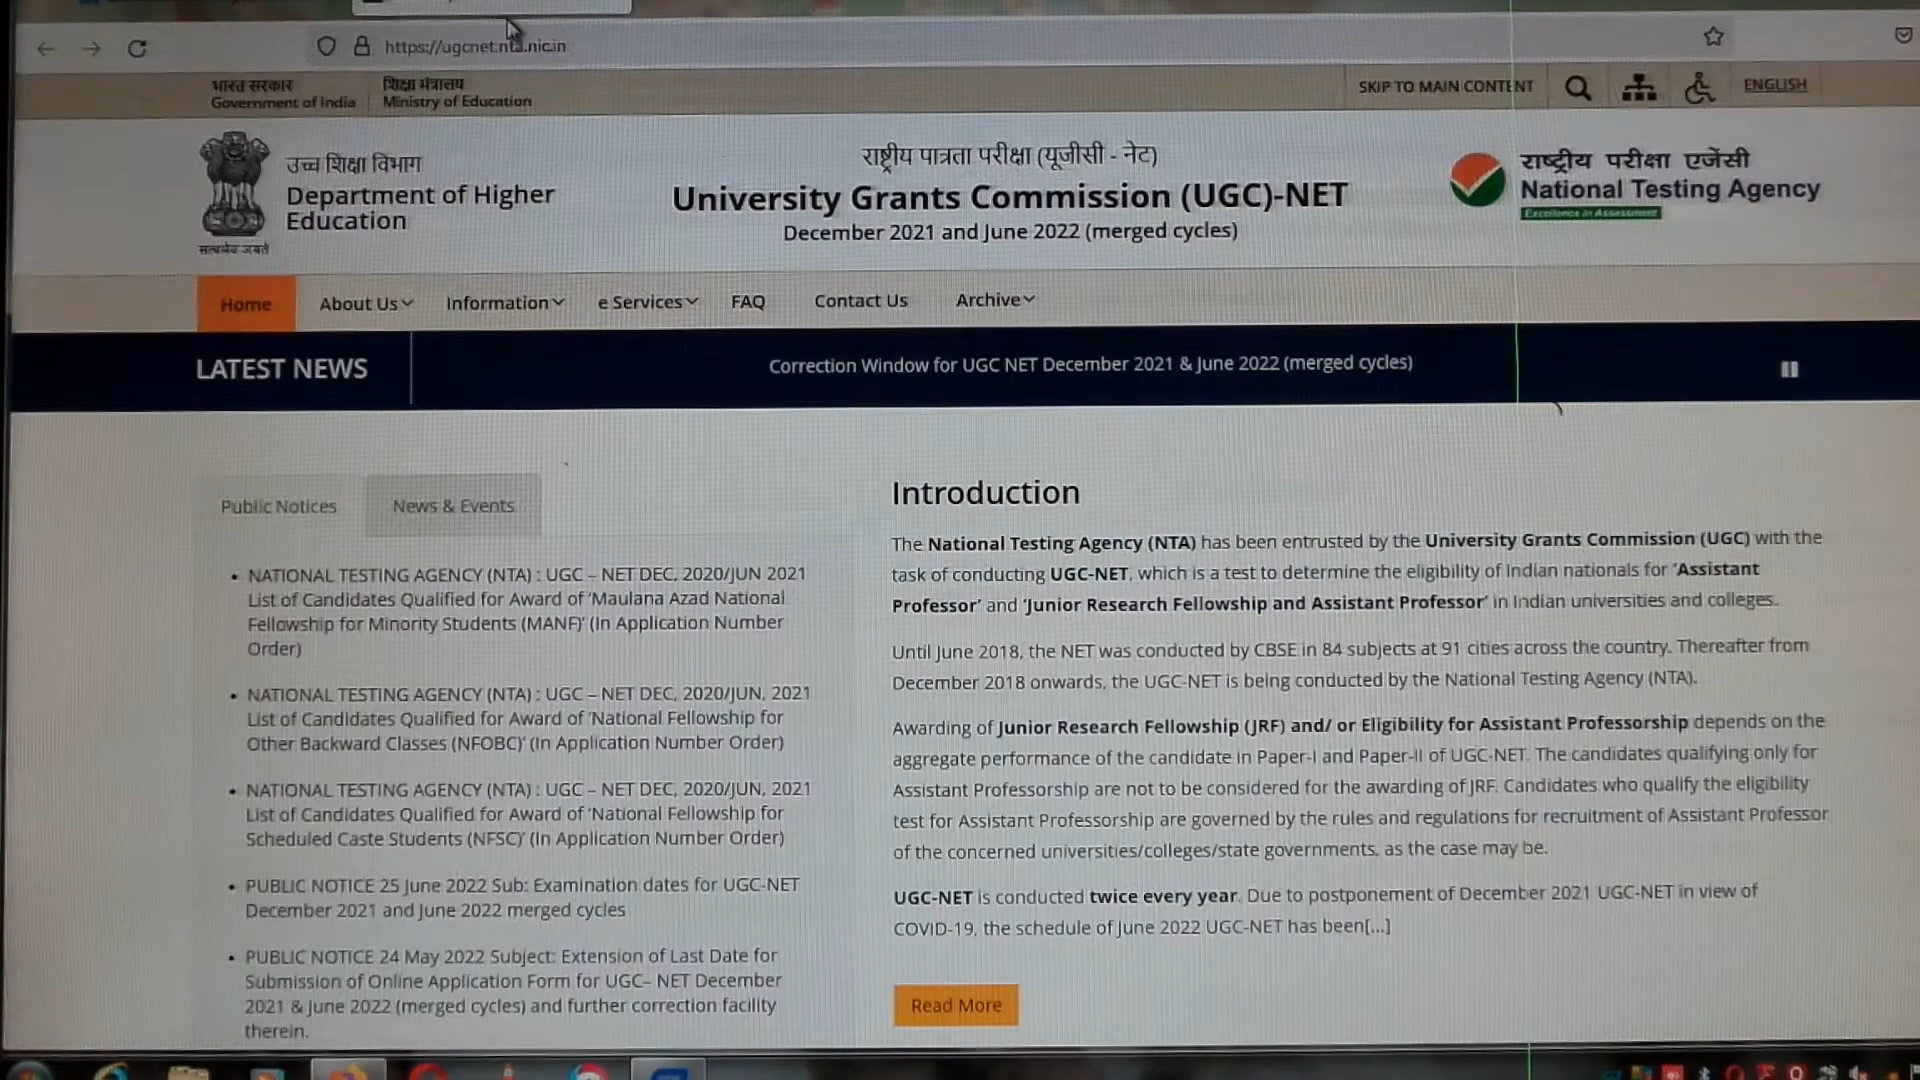 https://ugcnet.nta.nic.in
भारत सरकार
Government of India
शिक्षा मंत्रालय
Ministry of Education
SKIP TO MAIN CONTENT
ENGLISH
सत्यमेव जयते
उच्च शिक्षा विभाग
Department of Higher
Education
राष्ट्रीय पात्रता परीक्षा (यूजीसी - नेट)
University Grants Commission (UGC)-NET
December 2021 and June 2022 (merged cycles)
राष्ट्रीय परीक्षा एजेंसी
National Testing Agency
Excellence in Assessment
Home About Us Information e Services FAQ Contact Us Archive
LATEST NEWS
Correction Window for UGC NET December 2021 & June 2022 (merged cycles)
Public Notices News & Events
• NATIONAL TESTING AGENCY (NTA) : UGC – NET DEC, 2020/JUN 2021
List of Candidates Qualified for Award of 'Maulana Azad National
Fellowship for Minority Students (MANF)' (In Application Number
Order)
• NATIONAL TESTING AGENCY (NTA) : UGC – NET DEC, 2020/JUN, 2021
List of Candidates Qualified for Award of 'National Fellowship for
Other Backward Classes (NFOBC)' (In Application Number Order)
• NATIONAL TESTING AGENCY (NTA) : UGC – NET DEC, 2020/JUN, 2021
List of Candidates Qualified for Award of 'National Fellowship for
Scheduled Caste Students (NFSC)' (In Application Number Order)
• PUBLIC NOTICE 25 June 2022 Sub: Examination dates for UGC-NET
December 2021 and June 2022 merged cycles
• PUBLIC NOTICE 24 May 2022 Subject: Extension of Last Date for
Submission of Online Application Form for UGC– NET December
2021 & June 2022 (merged cycles) and further correction facility
therein.
Introduction
The National Testing Agency (NTA) has been entrusted by the University Grants Commission (UGC) with the
task of conducting UGC-NET, which is a test to determine the eligibility of Indian nationals for 'Assistant
Professor' and 'Junior Research Fellowship and Assistant Professor' in Indian universities and colleges.
Until June 2018, the NET was conducted by CBSE in 84 subjects at 91 cities across the country. Thereafter from
December 2018 onwards, the UGC-NET is being conducted by the National Testing Agency (NTA).
Awarding of Junior Research Fellowship (JRF) and/ or Eligibility for Assistant Professorship depends on the
aggregate performance of the candidate in Paper-I and Paper-II of UGC-NET. The candidates qualifying only for
Assistant Professorship are not to be considered for the awarding of JRF. Candidates who qualify the eligibility
test for Assistant Professorship are governed by the rules and regulations for recruitment of Assistant Professor
of the concerned universities/colleges/state governments, as the case may be.
UGC-NET is conducted twice every year. Due to postponement of December 2021 UGC-NET in view of
COVID-19, the schedule of June 2022 UGC-NET has been[...]
Read More